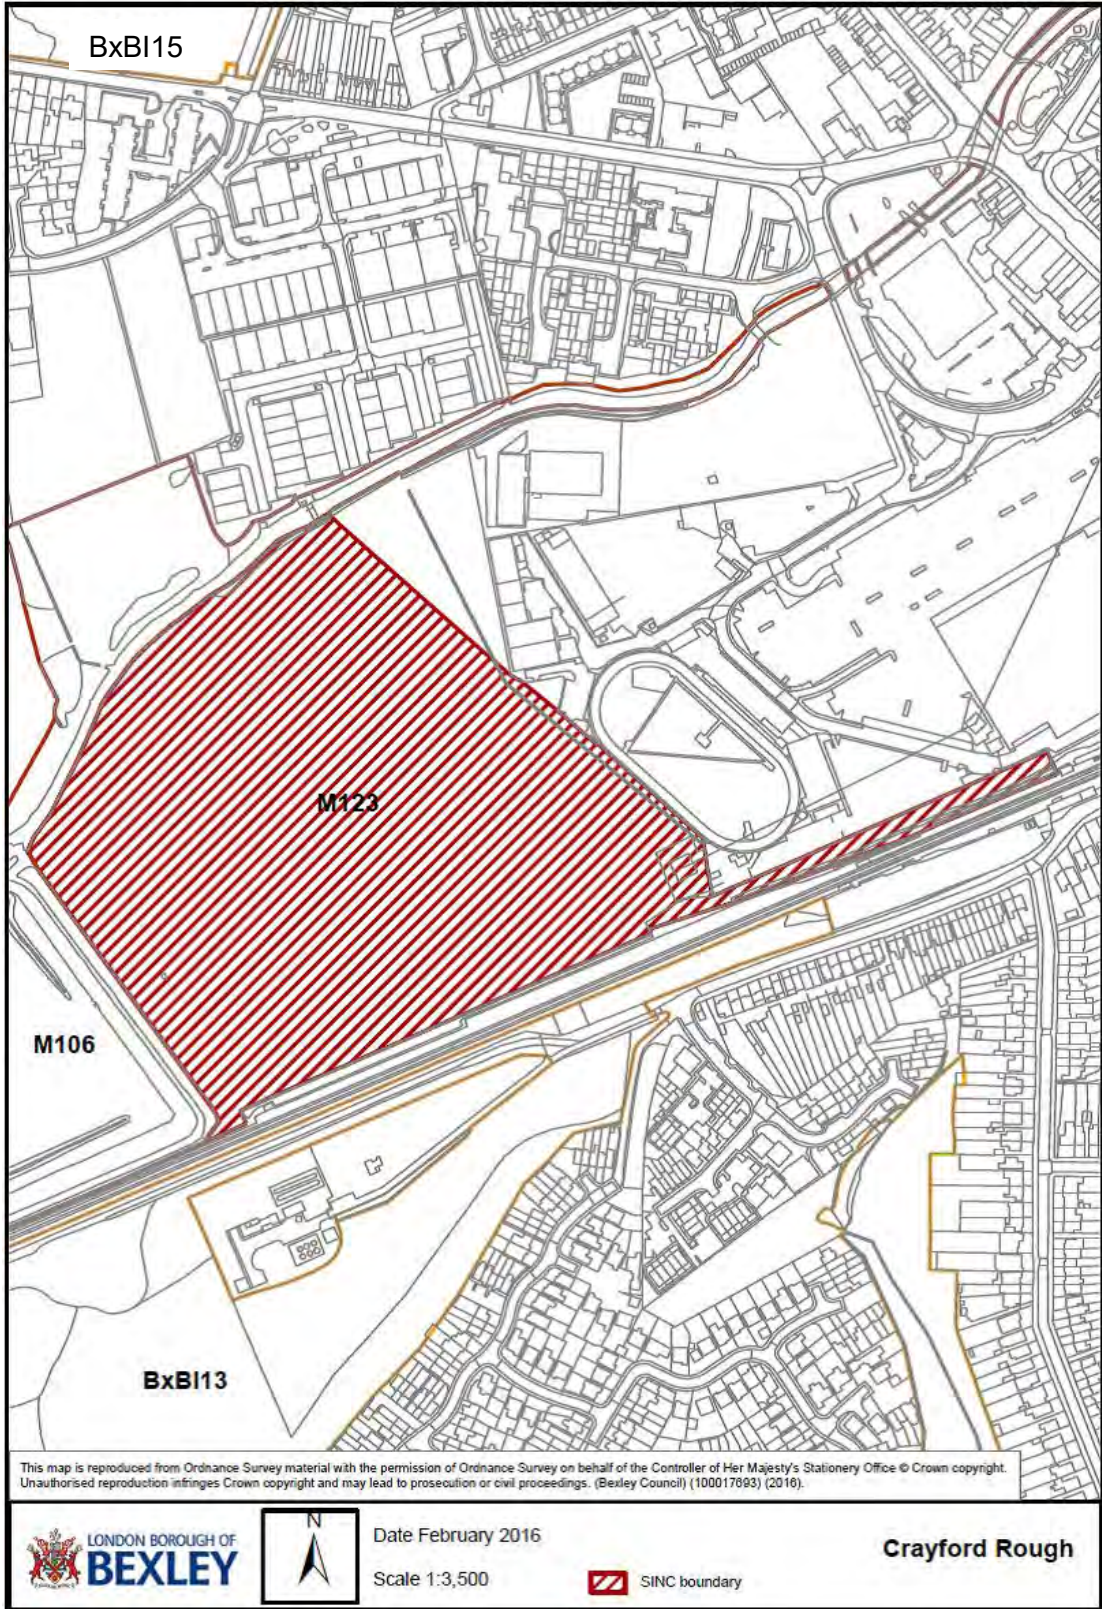 BxBI15
M123
M106
BxBI13
This map is reproduced from Ordnance Survey material with the permission of Ordnance Survey on behalf of the Controller of Her Majesty's Stationery Office © Crown copyright.
Unauthorised reproduction infringes Crown copyright and may lead to prosecution or civil proceedings. (Bexley Council) (100017693) (2016).
LONDON BOROUGH OF
BEXLEY
N
Date February 2016
Scale 1:3,500
SINC boundary
Crayford Rough